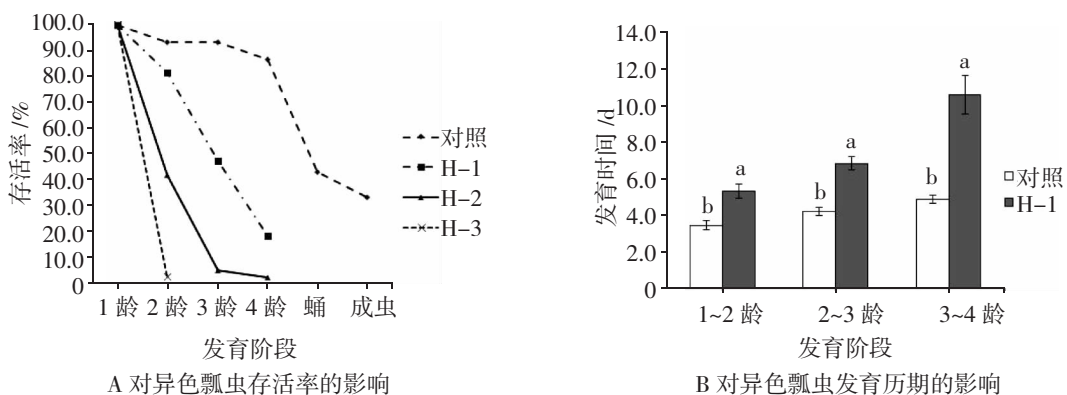 100.0
90.0
80.0
70.0
60.0
50.0
40.0
30.0
20.0
10.0
0
存活率/%
1 龄 2 龄 3 龄 4 龄 蛹 成虫
发育阶段
对照
H-1
H-2
H-3
A 对异色瓢虫存活率的影响
14.0
12.0
10.0
8.0
6.0
4.0
2.0
0
发育时间/d
b a b a b a
1~2 龄 2~3 龄 3~4 龄
发育阶段
对照
H-1
B 对异色瓢虫发育历期的影响